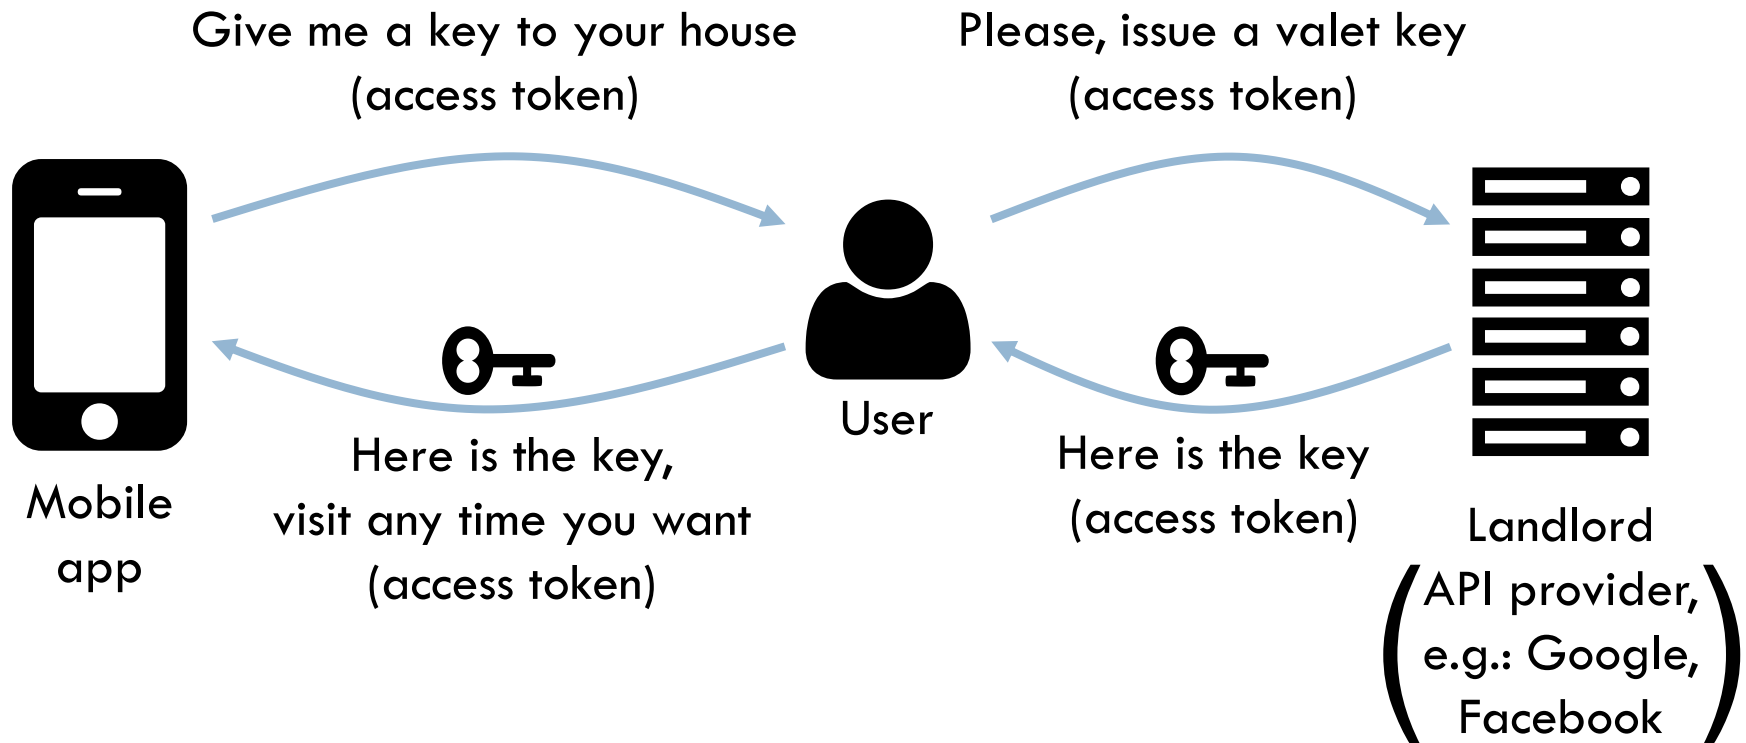 Give me a key to your house
(access token)
Please, issue a valet key
(access token)
Mobile
app
Here is the key,
visit any time you want
(access token)
User
Here is the key
(access token)
Landlord
(API provider,
e.g.: Google,
Facebook)